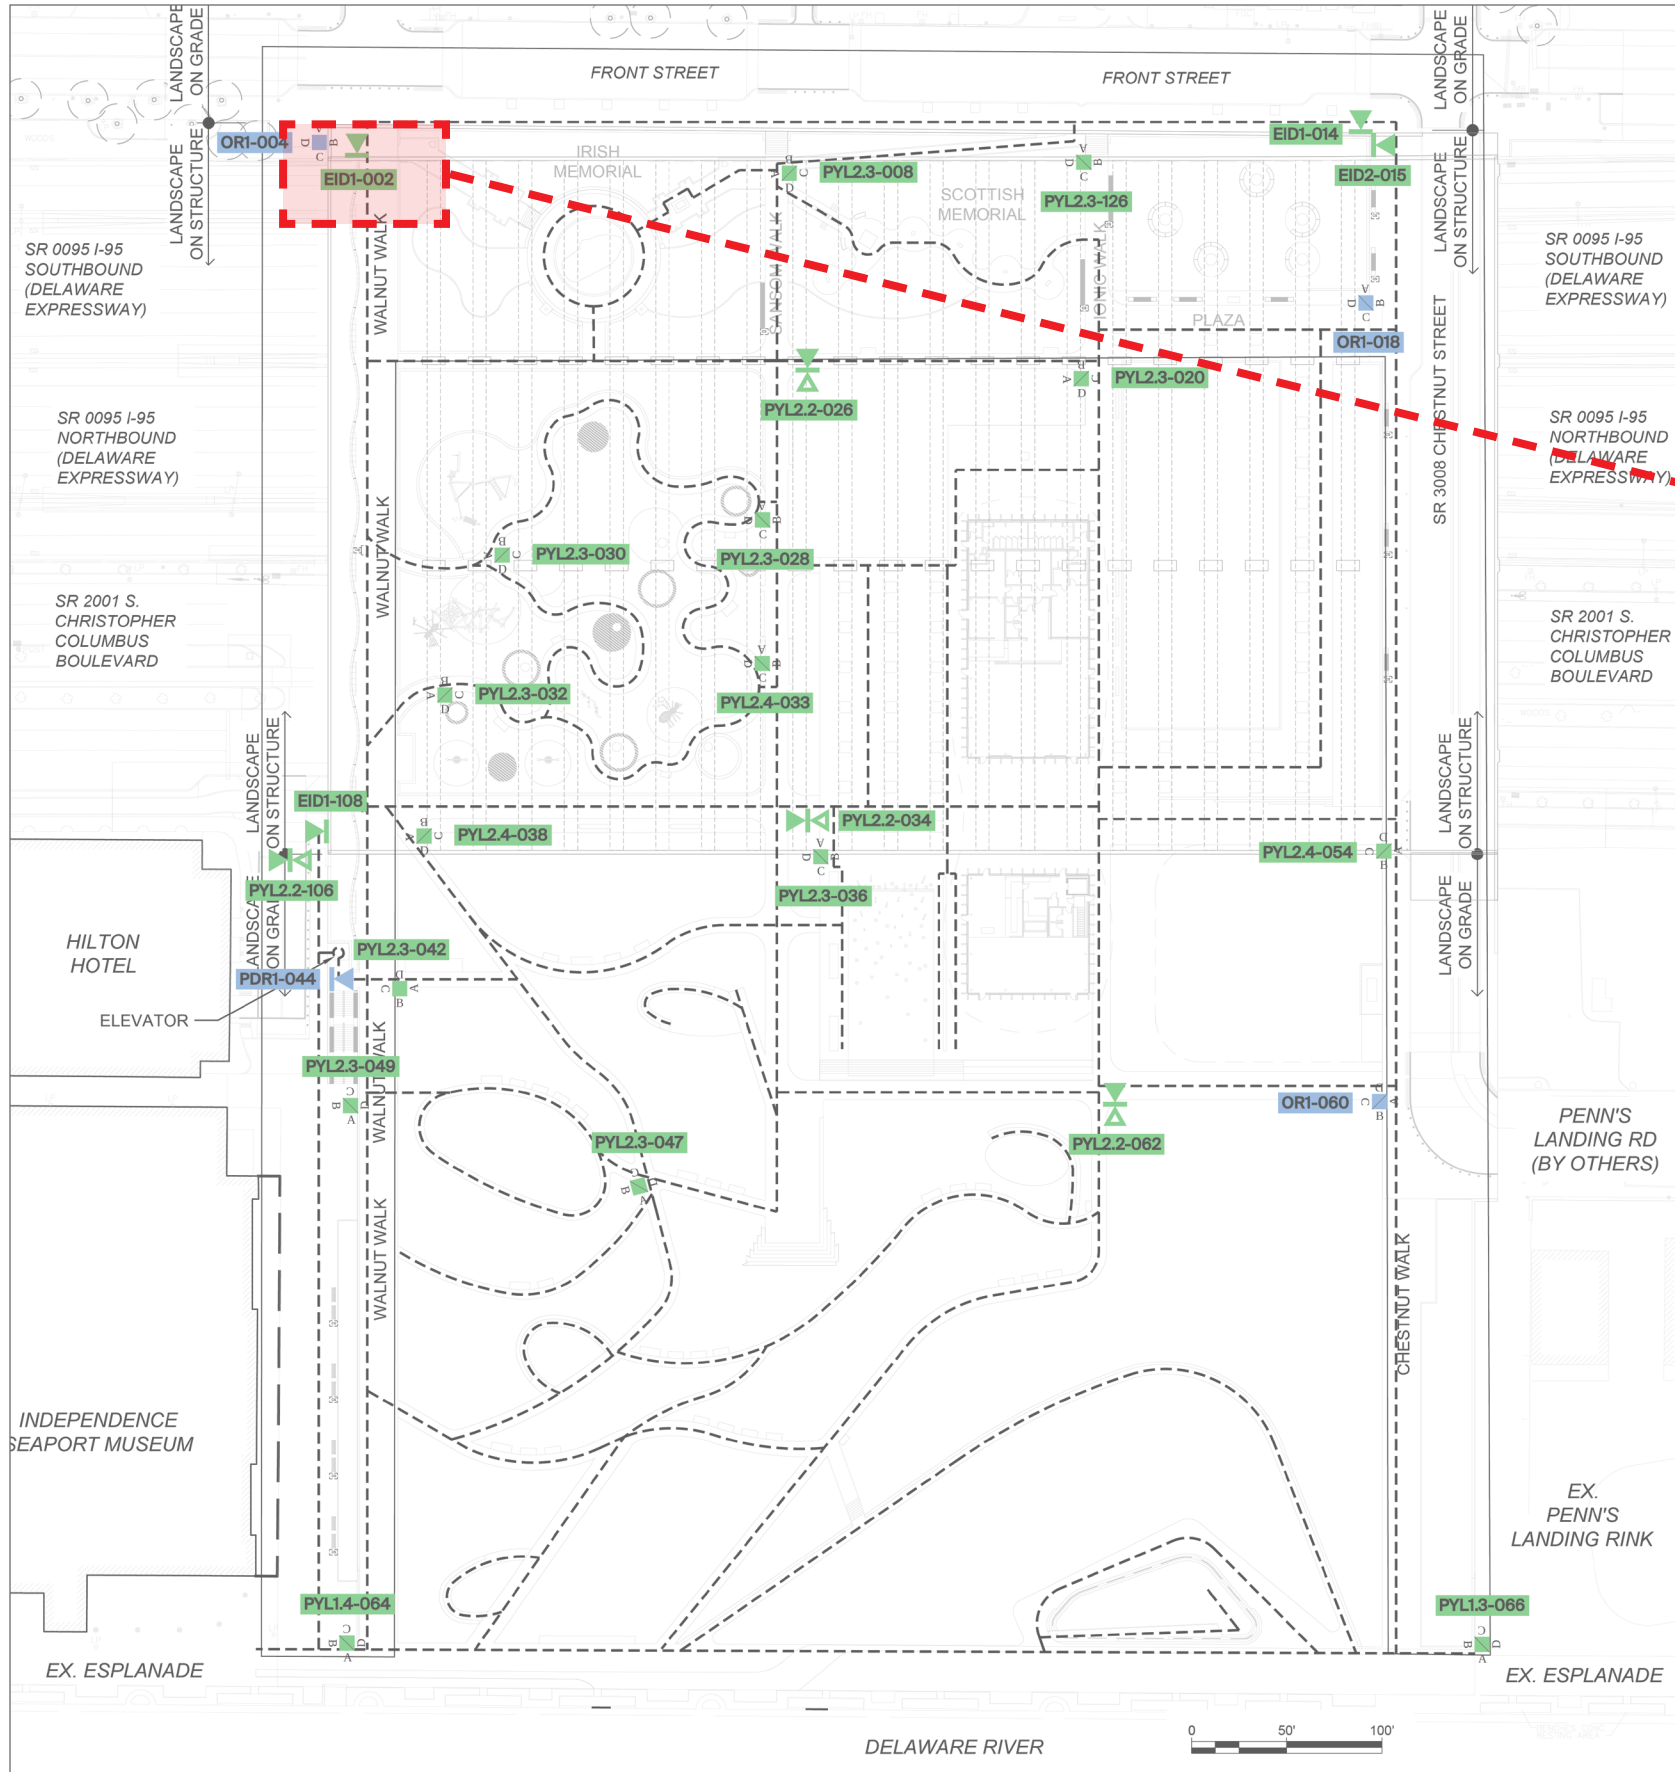 FRONT STREET
FRONT STREET
LANDSCAPE
ON GRADE
LANDSCAPE
ON STRUCTURE
LANDSCAPE
ON GRADE
LANDSCAPE
ON STRUCTURE
OR1-004
EID1-002
IRISH
MEMORIAL
PYL2.3-008
SCOTTISH
MEMORIAL
PYL2.3-126
EID1-014
EID2-015
SR 0095 I-95
SOUTHBOUND
(DELAWARE
EXPRESSWAY)
WALNUT WALK
SANSOM WALK
IONIC WALK
PLAZA
OR1-018
SR 0095 I-95
SOUTHBOUND
(DELAWARE
EXPRESSWAY)
SR 3008 CHESTNUT STREET
PYL2.2-026
PYL2.3-020
SR 0095 I-95
NORTHBOUND
(DELAWARE
EXPRESSWAY)
SR 0095 I-95
NORTHBOUND
(DELAWARE
EXPRESSWAY)
WALNUT WALK
PYL2.3-030
PYL2.3-028
SR 2001 S.
CHRISTOPHER
COLUMBUS
BOULEVARD
SR 2001 S.
CHRISTOPHER
COLUMBUS
BOULEVARD
PYL2.3-032
PYL2.4-033
LANDSCAPE
ON STRUCTURE
LANDSCAPE
ON STRUCTURE
EID1-108
PYL2.4-038
PYL2.2-034
PYL2.4-054
PYL2.2-106
PYL2.3-036
LANDSCAPE
ON GRADE
LANDSCAPE
ON GRADE
HILTON
HOTEL
PYL2.3-042
PDR1-044
ELEVATOR
WALNUT WALK
PYL2.3-049
OR1-060
PYL2.3-047
PYL2.2-062
PENN'S
LANDING RD
(BY OTHERS)
WALNUT WALK
CHESTNUT WALK
INDEPENDENCE
SEAPORT MUSEUM
EX.
PENN'S
LANDING RINK
PYL1.4-064
PYL1.3-066
EX. ESPLANADE
EX. ESPLANADE
DELAWARE RIVER
0 50' 100'